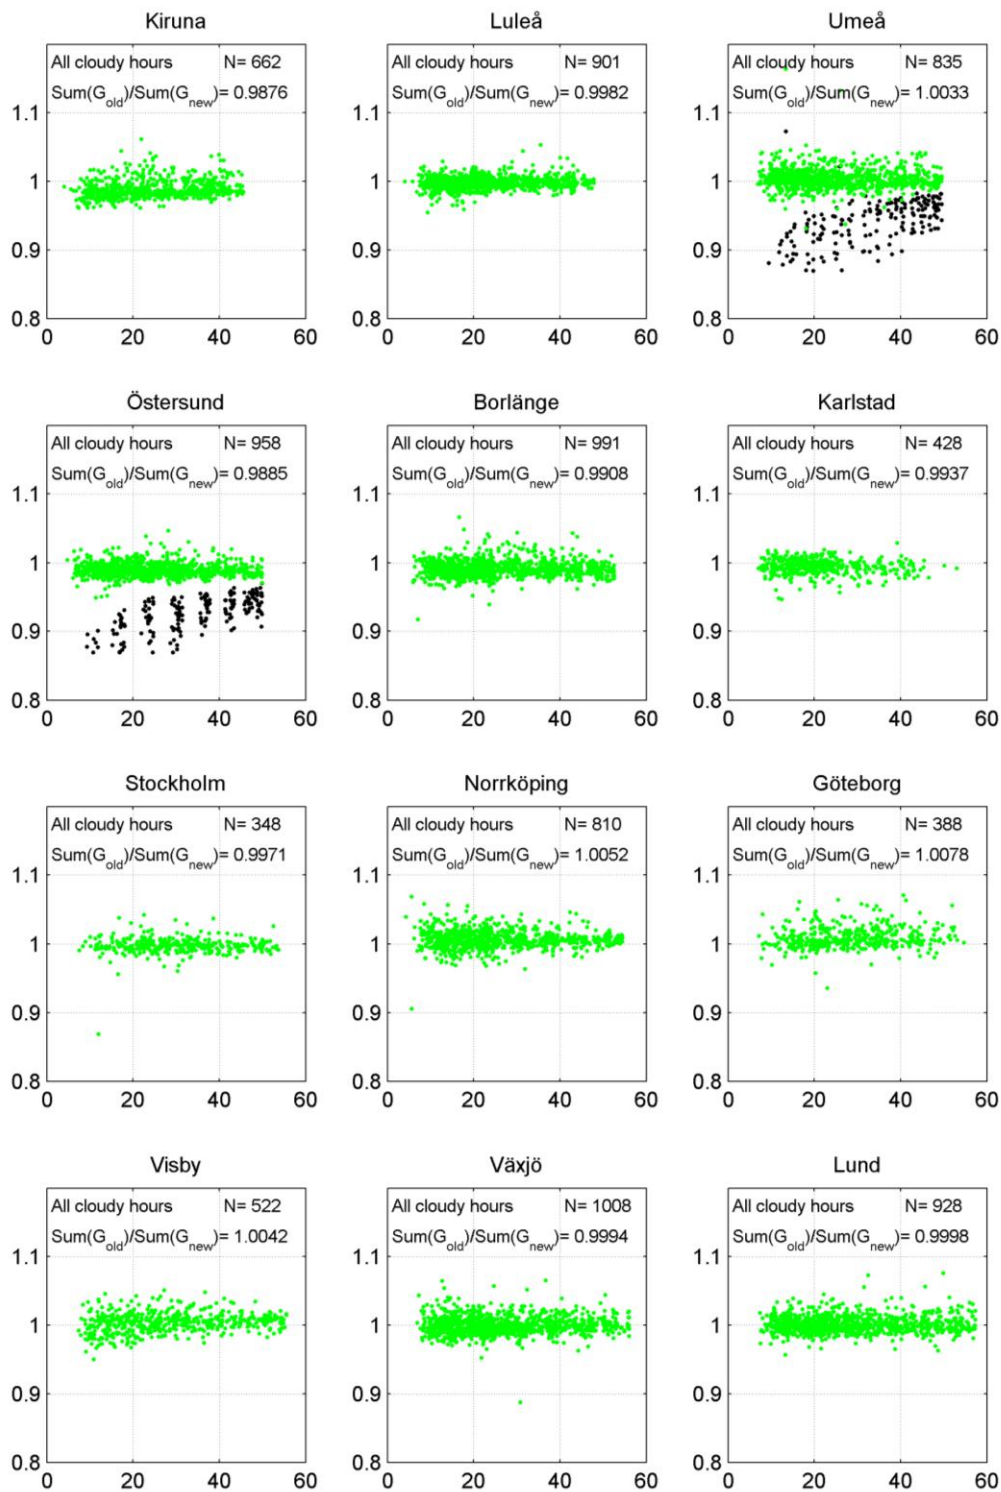 Kiruna
All cloudy hours N= 662
Sum(G_old)/Sum(G_new)= 0.9876
1.1
1
0.9
0.8
0 20 40 60
Luleå
All cloudy hours N= 901
Sum(G_old)/Sum(G_new)= 0.9982
0 20 40 60
Umeå
All cloudy hours N= 835
Sum(G_old)/Sum(G_new)= 1.0033
1.1
1
0.9
0.8
0 20 40 60
Östersund
All cloudy hours N= 958
Sum(G_old)/Sum(G_new)= 0.9885
1.1
1
0.9
0.8
0 20 40 60
Borlänge
All cloudy hours N= 991
Sum(G_old)/Sum(G_new)= 0.9908
1.1
1
0.9
0.8
0 20 40 60
Karlstad
All cloudy hours N= 428
Sum(G_old)/Sum(G_new)= 0.9937
1.1
1
0.9
0.8
0 20 40 60
Stockholm
All cloudy hours N= 348
Sum(G_old)/Sum(G_new)= 0.9971
1.1
1
0.9
0.8
0 20 40 60
Norrköping
All cloudy hours N= 810
Sum(G_old)/Sum(G_new)= 1.0052
1.1
1
0.9
0.8
0 20 40 60
Göteborg
All cloudy hours N= 388
Sum(G_old)/Sum(G_new)= 1.0078
1.1
1
0.9
0.8
0 20 40 60
Visby
All cloudy hours N= 522
Sum(G_old)/Sum(G_new)= 1.0042
1.1
1
0.9
0.8
0 20 40 60
Växjö
All cloudy hours N= 1008
Sum(G_old)/Sum(G_new)= 0.9994
1.1
1
0.9
0.8
0 20 40 60
Lund
All cloudy hours N= 928
Sum(G_old)/Sum(G_new)= 0.9998
1.1
1
0.9
0.8
0 20 40 60